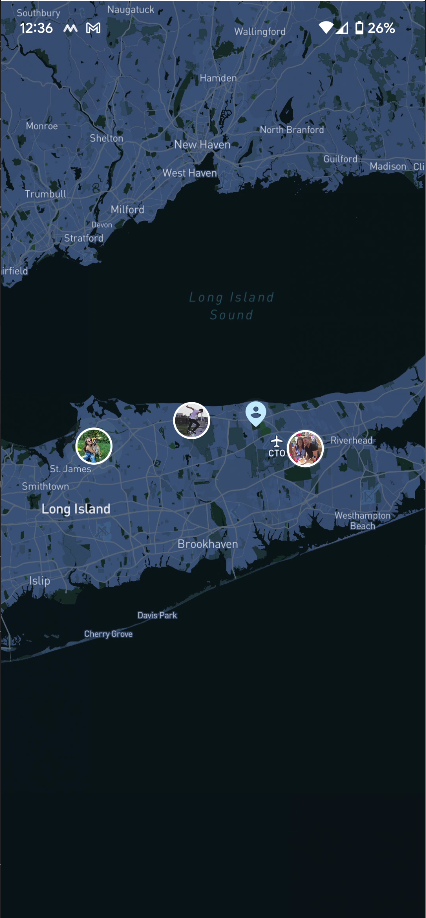 Southbury
Naugatuck
12:36
26%
Wallingford
Hamden
Monroe
Shelton
North Branford
New Haven
Guilford
Madison
Cli
West Haven
Trumbull
Milford
Devon
Stratford
irfield
Long Island
Sound
Riverhead
CTO
St. James
Smithtown
Long Island
Westhampton
Beach
Brookhaven
Islip
Davis Park
Cherry Grove